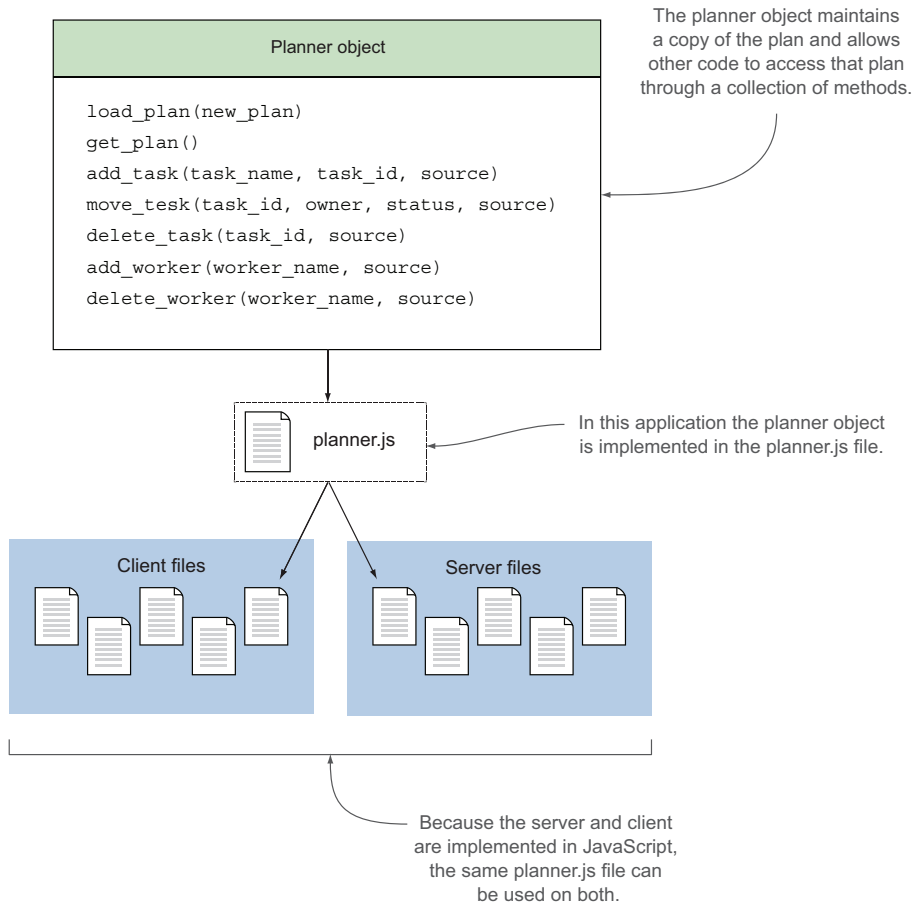 The planner object maintains
a copy of the plan and allows
other code to access that plan
through a collection of methods.
Planner object
load_plan(new_plan)
get_plan()
add_task(task_name, task_id, source)
move_tesk(task_id, owner, status, source)
delete_task(task_id, source)
add_worker(worker_name, source)
delete_worker(worker_name, source)
planner.js
In this application the planner object
is implemented in the planner.js file.
Client files
Server files
Because the server and client
are implemented in JavaScript,
the same planner.js file can
be used on both.